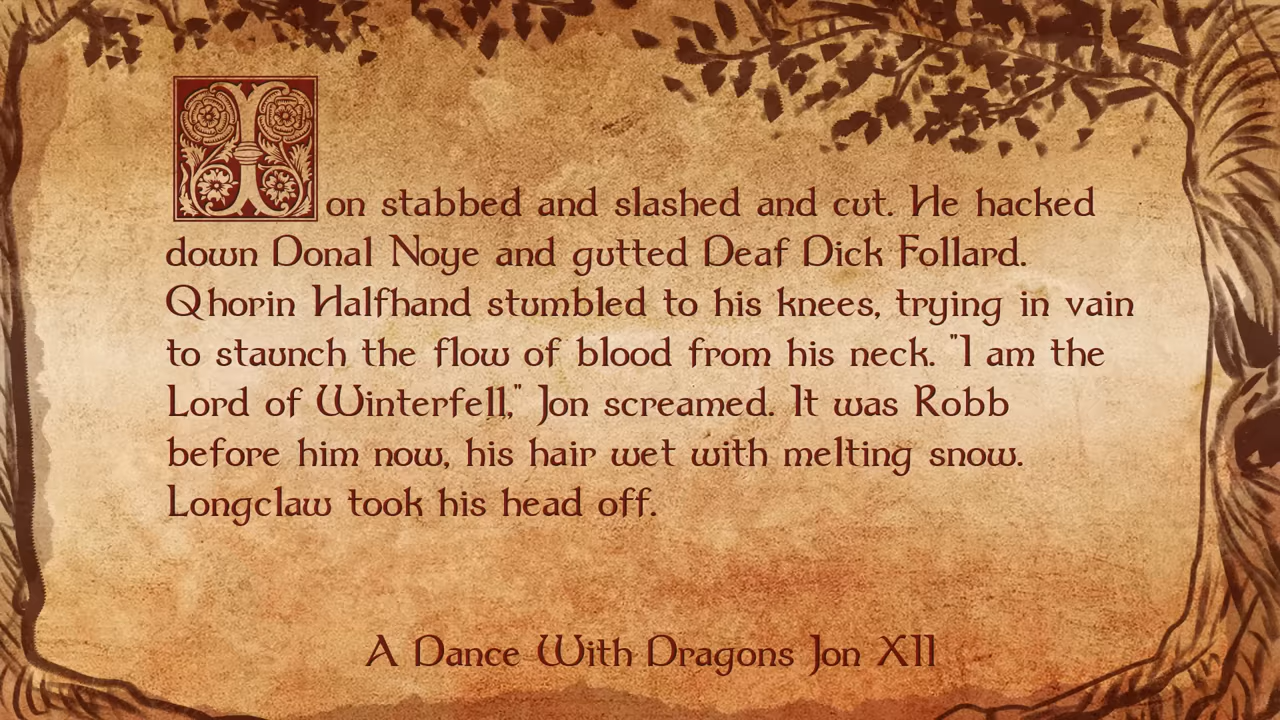 Ion stabbed and slashed and cut. He hacked
down Donal Noye and gutted Deaf Dick Follard.
Qhorin Halfhand stumbled to his knees, trying in vain
to staunch the flow of blood from his neck. "I am the
Lord of Winterfell," Jon screamed. It was Robb
before him now, his hair wet with melting snow.
Longclaw took his head off.
A Dance With Dragons Jon XII